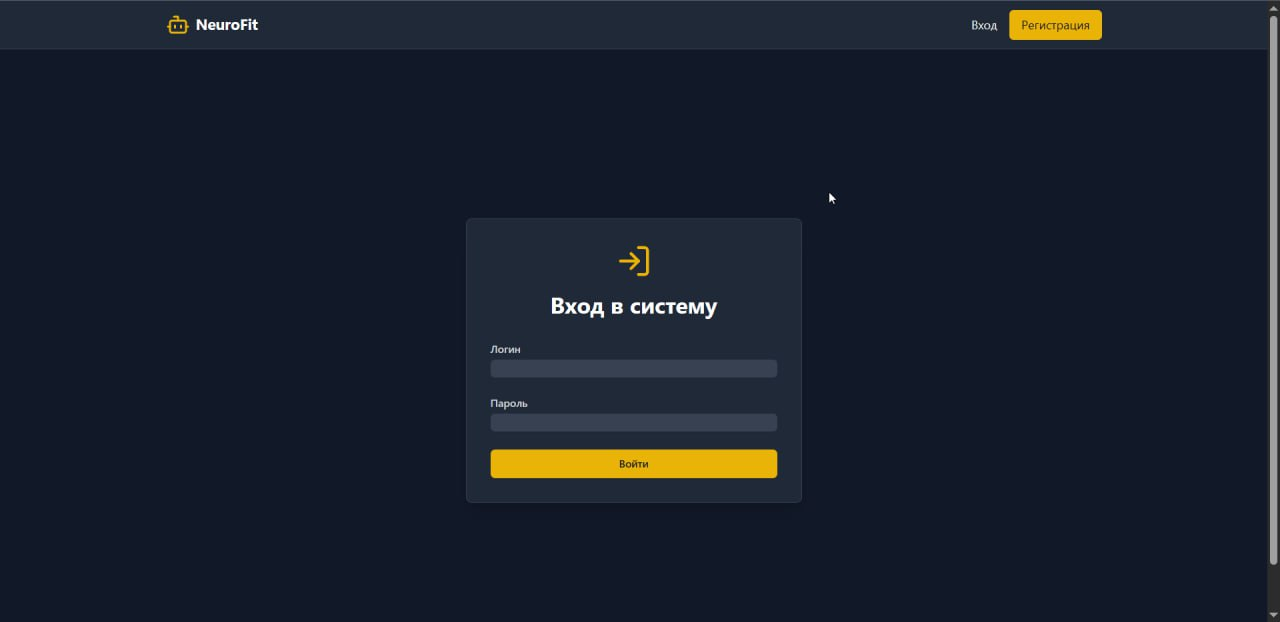 NeuroFit
Вход
Регистрация
Вход в систему
Логин
Пароль
Войти